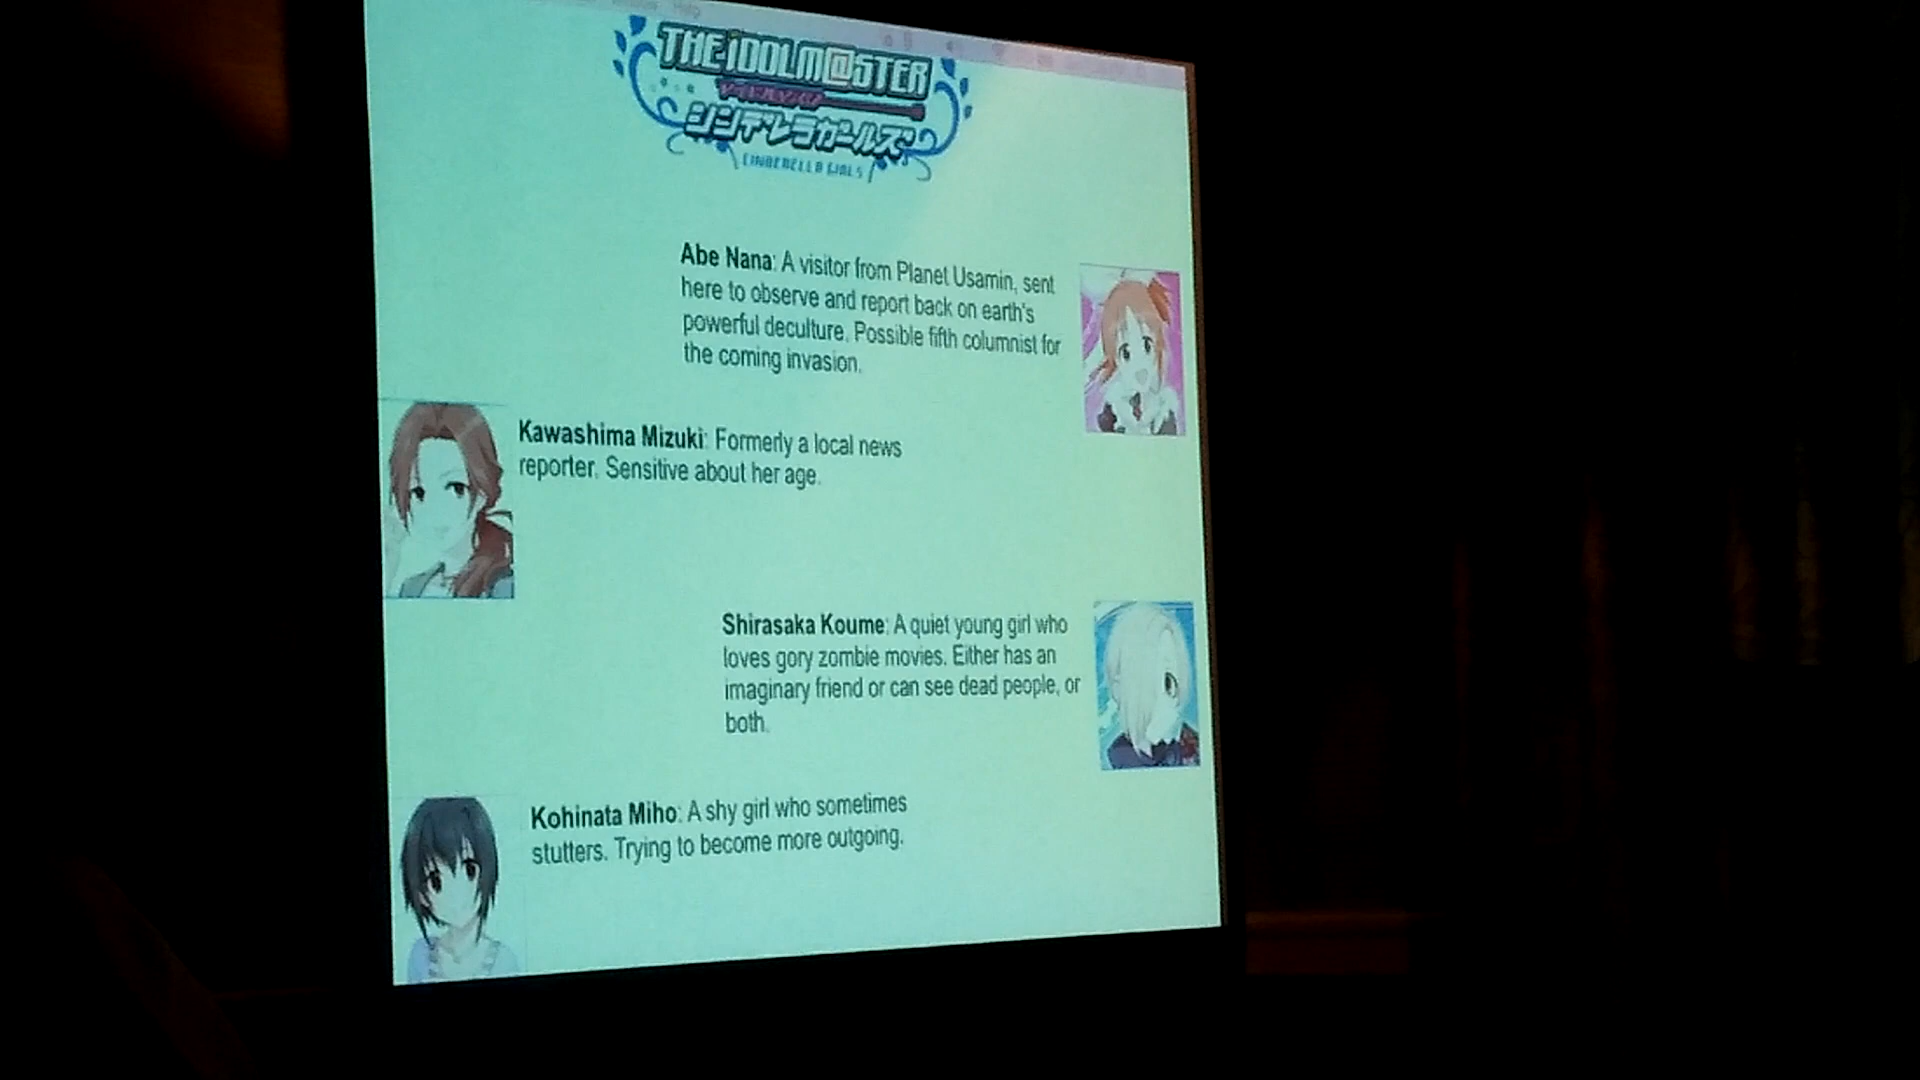 Help
THE iDOLM@STER
シンデレラガールズ
CINDERELLA GIRLS
Abe Nana: A visitor from Planet Usamin, sent
here to observe and report back on earth's
powerful deculture. Possible fifth columnist for
the coming invasion.
Kawashima Mizuki: Formerly a local news
reporter. Sensitive about her age.
Shirasaka Koume: A quiet young girl who
loves gory zombie movies. Either has an
imaginary friend or can see dead people, or
both.
Kohinata Miho: A shy girl who sometimes
stutters. Trying to become more outgoing.